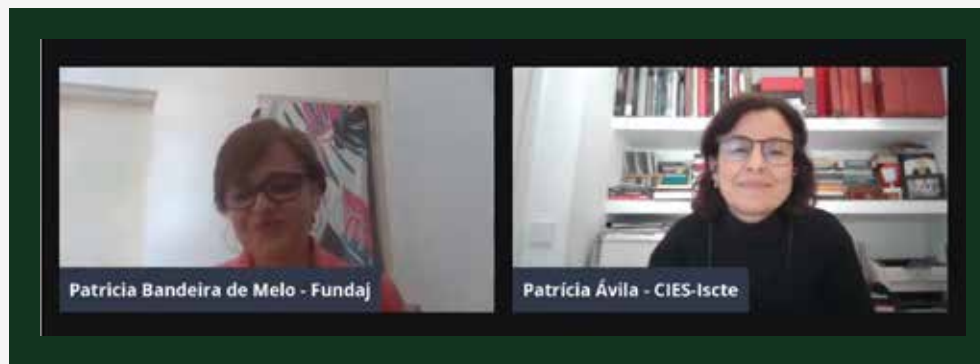 Patricia Bandeira de Melo - Fundaj
Patrícia Ávila - CIES-Iscte